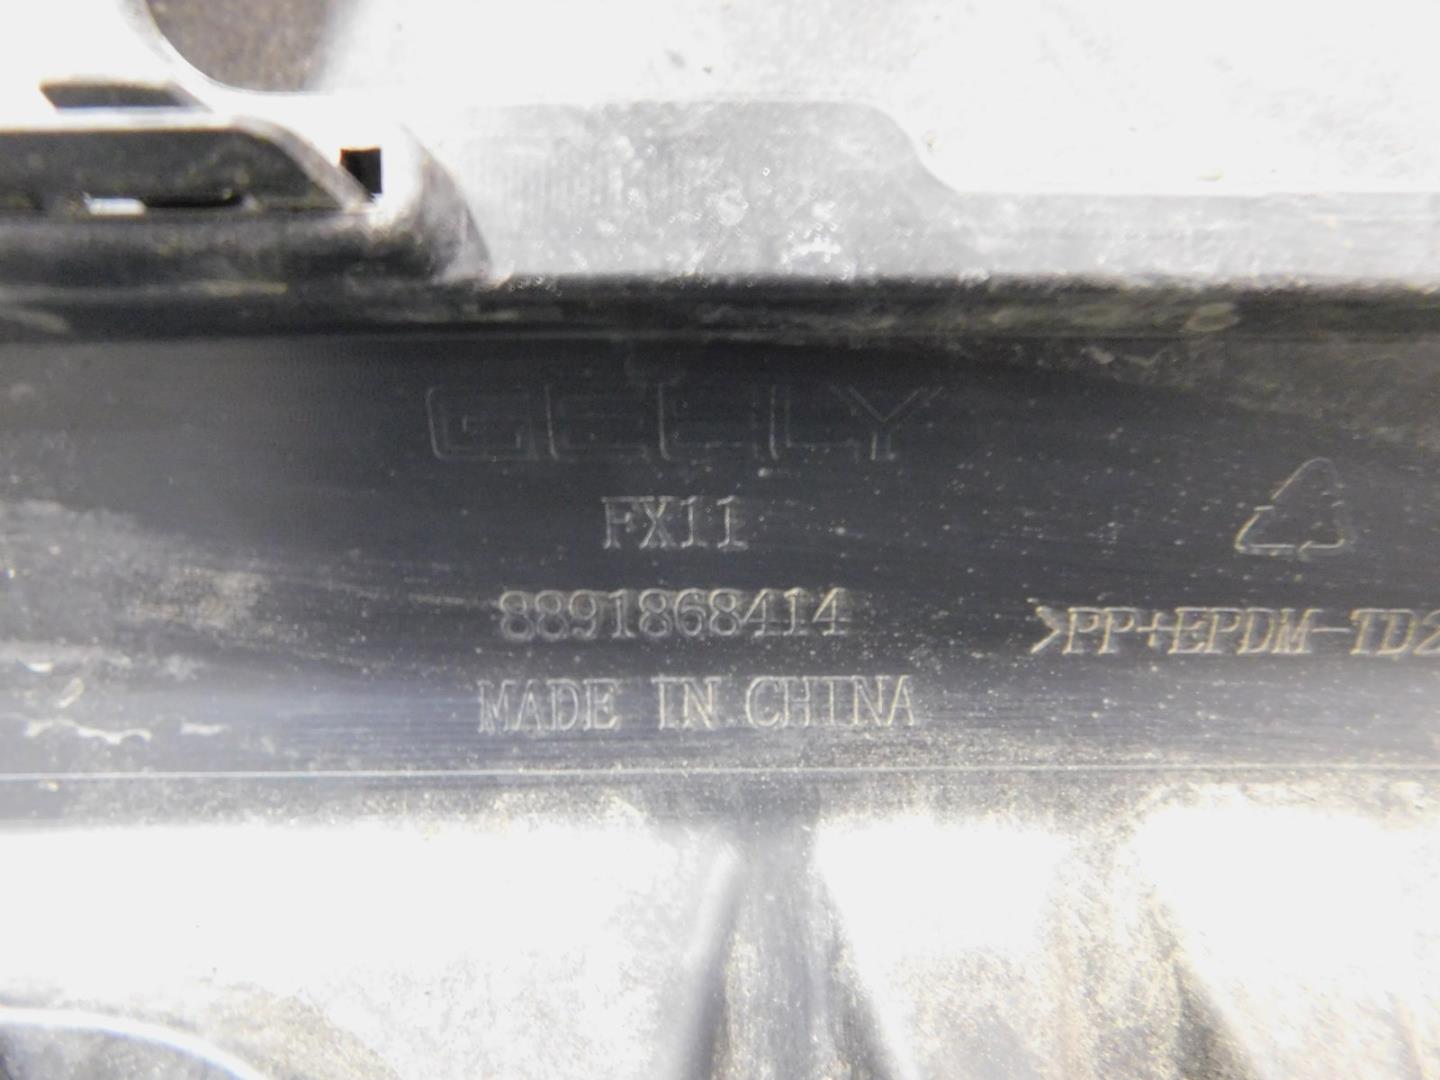 GEELY
FX11
8891868414
MADE IN CHINA
>PP+EPDM-TD2